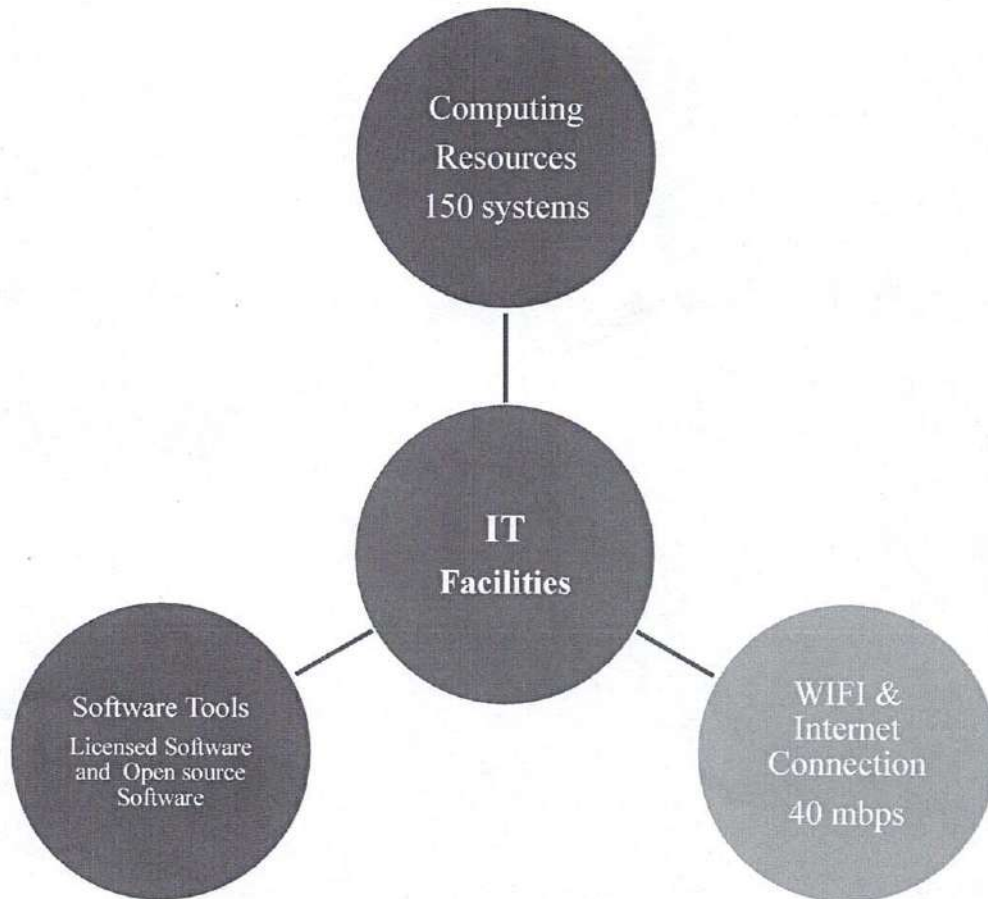 Computing
Resources
150 systems
IT
Facilities
Software Tools
Licensed Software
and Open source
Software
WIFI &
Internet
Connection
40 mbps